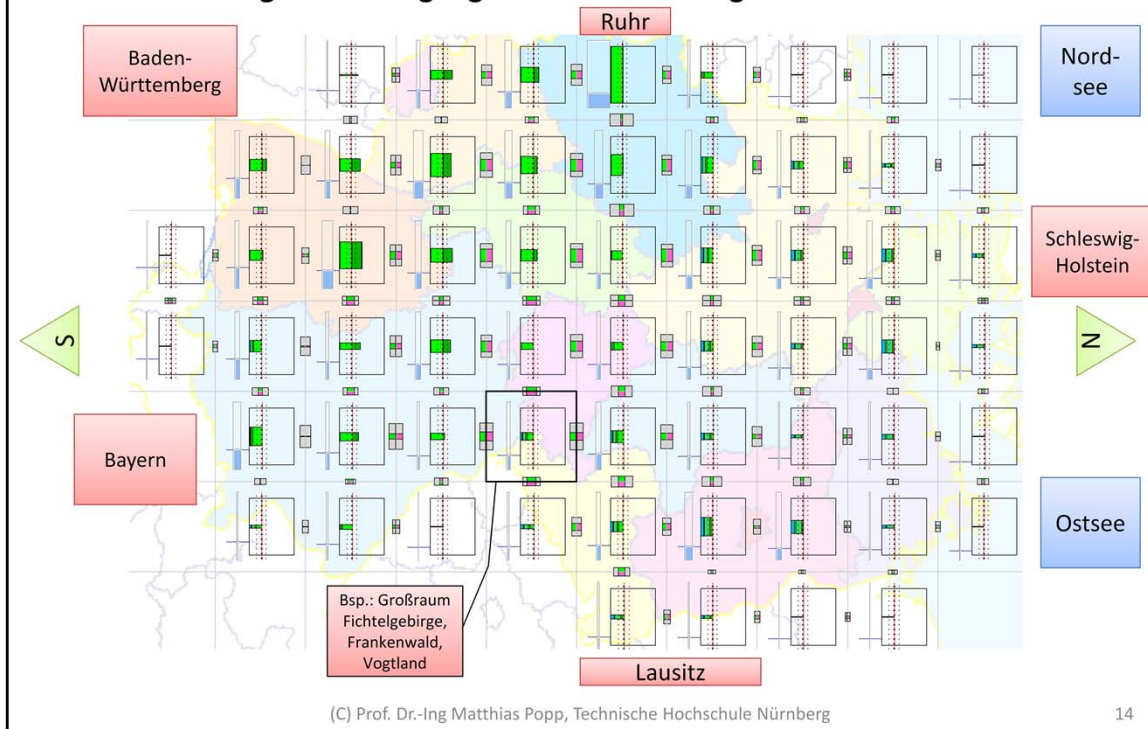 Ruhr
Baden-
Württemberg
Nord-
see
Schleswig-
Holstein
S
N
Bayern
Ostsee
Bsp.: Großraum
Fichtelgebirge,
Frankenwald,
Vogtland
Lausitz
(C) Prof. Dr.-Ing Matthias Popp, Technische Hochschule Nürnberg
14